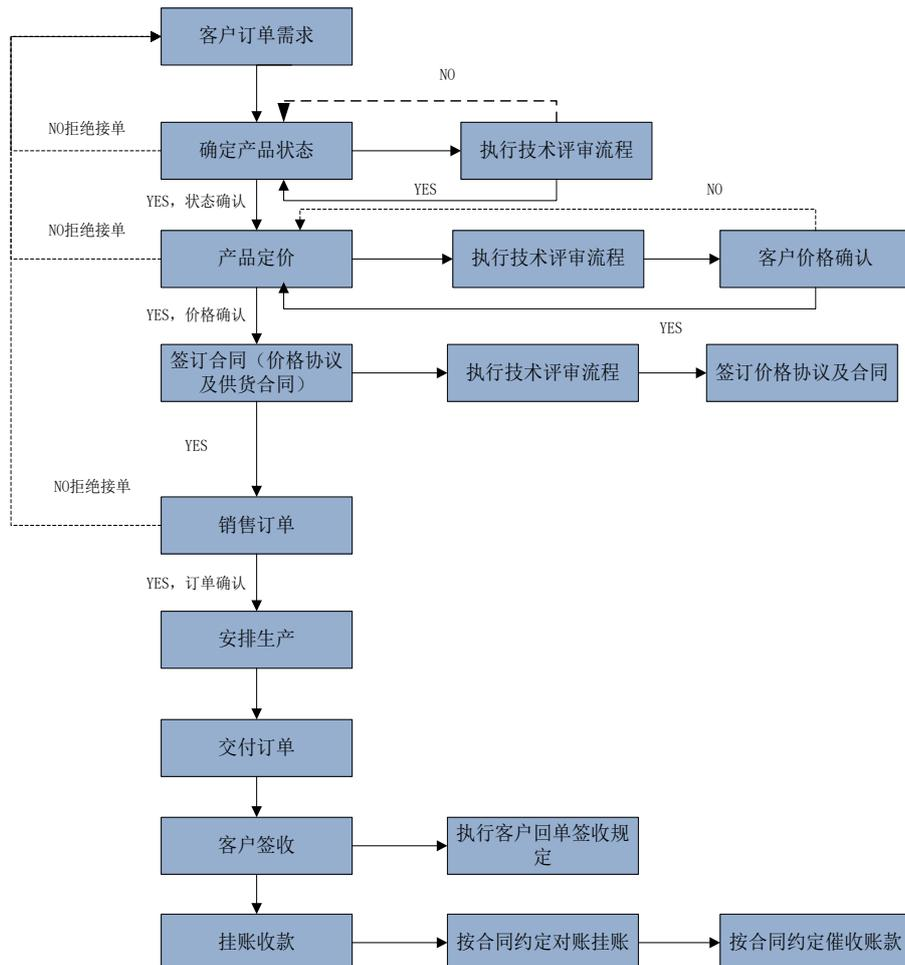 客户订单需求
NO
NO拒绝接单
确定产品状态
执行技术评审流程
YES
YES，状态确认
NO
NO拒绝接单
产品定价
执行技术评审流程
客户价格确认
YES，价格确认
YES
签订合同（价格协议
及供货合同）
执行技术评审流程
签订价格协议及合同
YES
NO拒绝接单
销售订单
YES，订单确认
安排生产
交付订单
客户签收
执行客户回单签收规
定
挂账收款
按合同约定对账挂账
按合同约定催收账款